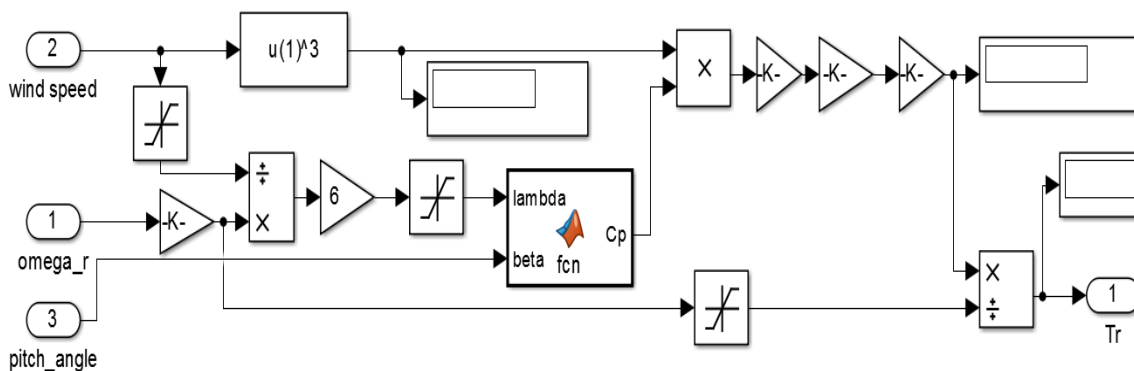 2
wind speed
u(1)^3
X
-K-
-K-
-K-
÷
X
6
lambda
beta
Cp
fcn
1
omega_r
-K-
3
pitch_angle
X
÷
1
Tr